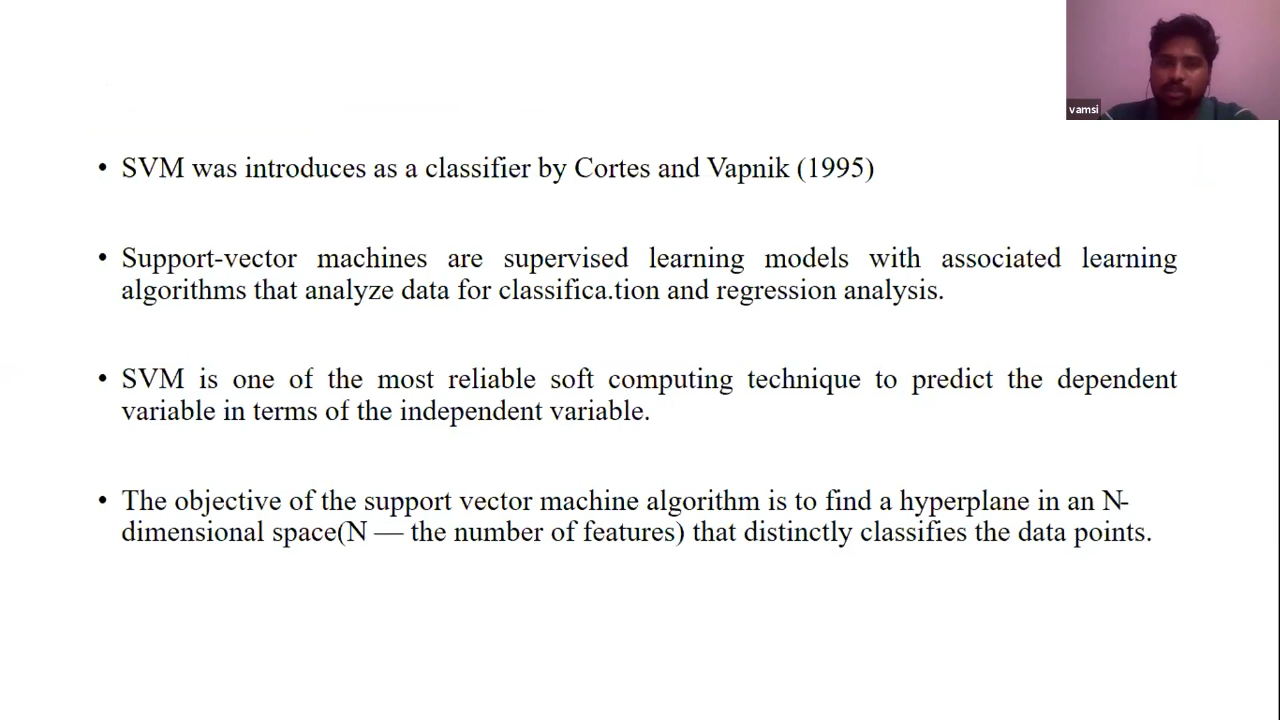 vamsi
• SVM was introduces as a classifier by Cortes and Vapnik (1995)
• Support-vector machines are supervised learning models with associated learning
algorithms that analyze data for classifica.tion and regression analysis.
• SVM is one of the most reliable soft computing technique to predict the dependent
variable in terms of the independent variable.
• The objective of the support vector machine algorithm is to find a hyperplane in an N-
dimensional space(N — the number of features) that distinctly classifies the data points.